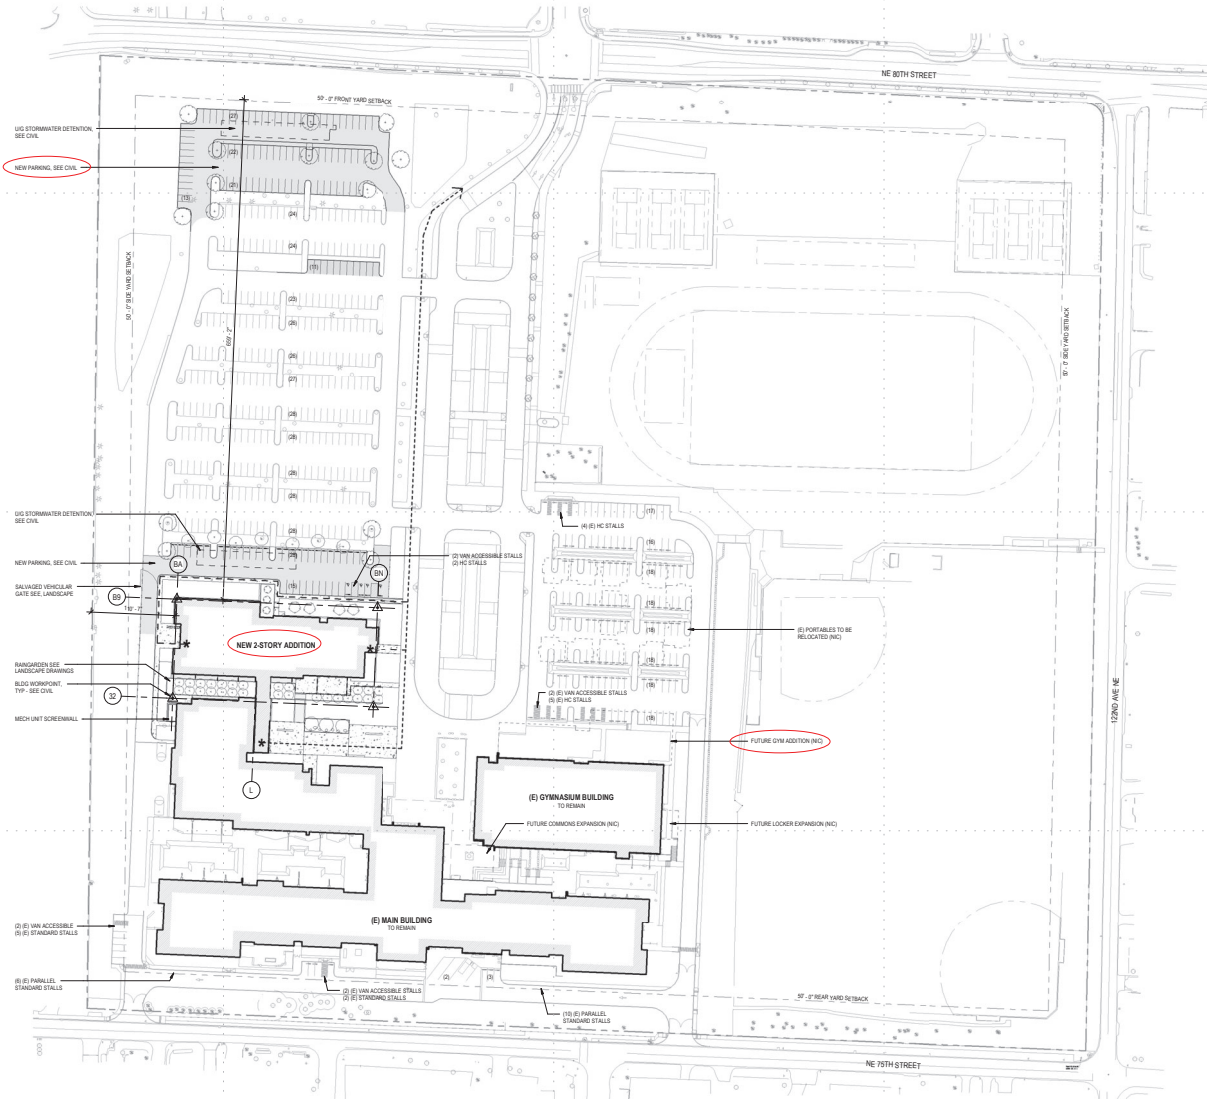 NE 80TH STREET
50' - 0" FRONT YARD SETBACK
U/G STORMWATER DETENTION,
SEE CIVIL
(27)
NEW PARKING, SEE CIVIL
(22)
(21)
(13)
(24)
(24)
(11)
50' - 0" SIDE YARD SETBACK
659' - 2"
50' - 0" SIDE YARD SETBACK
(23)
(26)
(26)
(27)
(28)
(28)
(28)
(28)
(26)
U/G STORMWATER DETENTION,
SEE CIVIL
(17)
(4) (E) HC STALLS
(16)
NEW PARKING, SEE CIVIL
BA
BN
(2) VAN ACCESSIBLE STALLS
(2) HC STALLS
(18)
SALVAGED VEHICULAR
GATE SEE, LANDSCAPE
(15)
B9
(18)
(E) PORTABLES TO BE
RELOCATED (NIC)
(18)
NEW 2-STORY ADDITION
(18)
RAINGARDEN SEE
LANDSCAPE DRAWINGS
BLDG WORKPOINT,
TYP - SEE CIVIL
32
(18)
(2) (E) VAN ACCESSIBLE STALLS
(5) (E) HC STALLS
MECH UNIT SCREENWALL
(18)
122ND AVE NE
FUTURE GYM ADDITION (NIC)
L
(E) GYMNASIUM BUILDING
TO REMAIN
FUTURE COMMONS EXPANSION (NIC)
FUTURE LOCKER EXPANSION (NIC)
(E) MAIN BUILDING
TO REMAIN
(2) (E) VAN ACCESSIBLE
(5) (E) STANDARD STALLS
(6) (E) PARALLEL
STANDARD STALLS
(2)
(3)
(2) (E) VAN ACCESSIBLE STALLS
(2) (E) STANDARD STALLS
50' - 0" REAR YARD SETBACK
(10) (E) PARALLEL
STANDARD STALLS
NE 75TH STREET